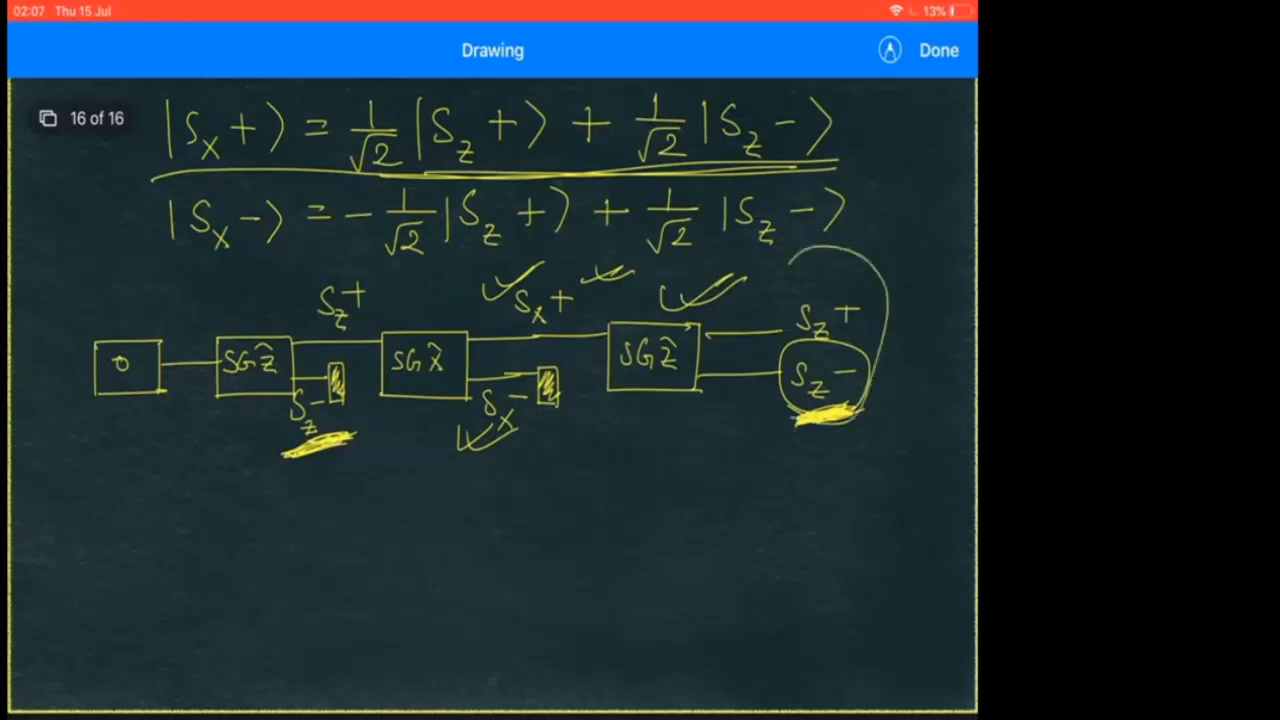 02:07 Thu 15 Jul 13%
Drawing Done
16 of 16
|Sx+⟩ = 1/√2 |Sz+⟩ + 1/√2 |Sz−⟩
|Sx−⟩ = −1/√2 |Sz+⟩ + 1/√2 |Sz−⟩
Sz+ Sx+ Sz+
O SGẑ SGx̂ SGẑ Sz−
Sz− Sx−